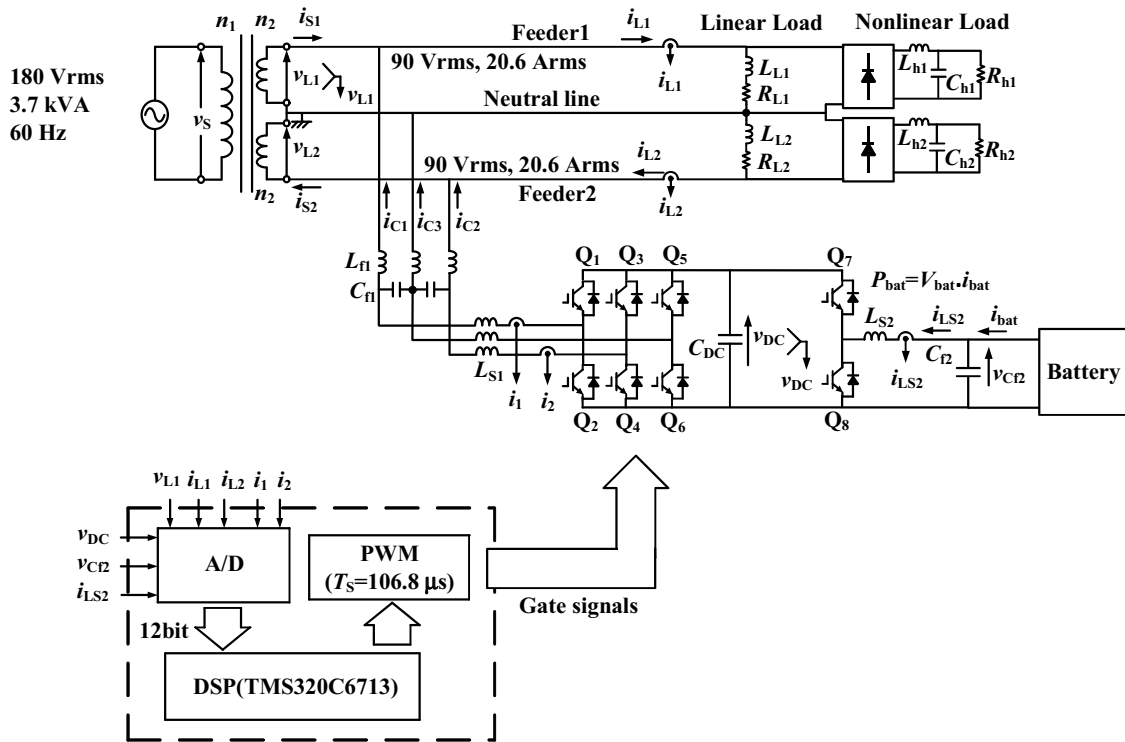 n1 n2 iS1
iL1
Linear Load
Nonlinear Load
Feeder1
90 Vrms, 20.6 Arms
180 Vrms
3.7 kVA
60 Hz
vS
vL1
vL1
iL1
LL1
RL1
Lh1
Ch1
Rh1
Neutral line
vL2
LL2
RL2
Lh2
Ch2
Rh2
90 Vrms, 20.6 Arms
iL2
n2
iS2
Feeder2
iL2
iC1
iC3
iC2
Lf1
Cf1
Q1
Q3
Q5
Q7
Pbat=Vbat.ibat
LS2
iLS2
ibat
CDC
vDC
vDC
iLS2
Cf2
vCf2
Battery
LS1
i1
i2
Q2
Q4
Q6
Q8
vL1 iL1 iL2 i1 i2
vDC
vCf2
iLS2
A/D
PWM
(TS=106.8 μs)
Gate signals
12bit
DSP(TMS320C6713)